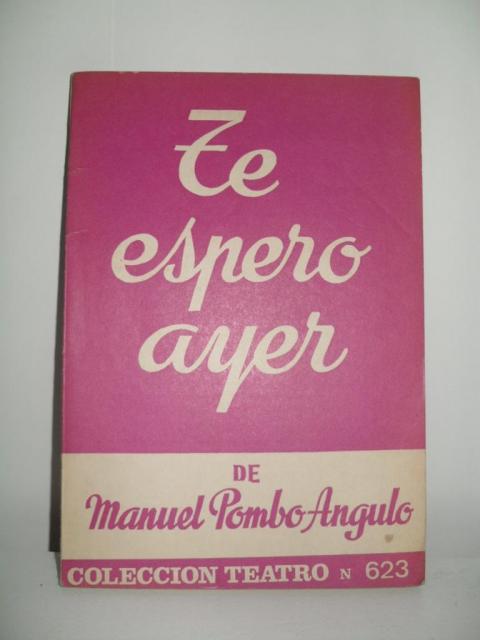 Te
espero
ayer
DE
Manuel Pombo Angulo
COLECCION TEATRO N 623